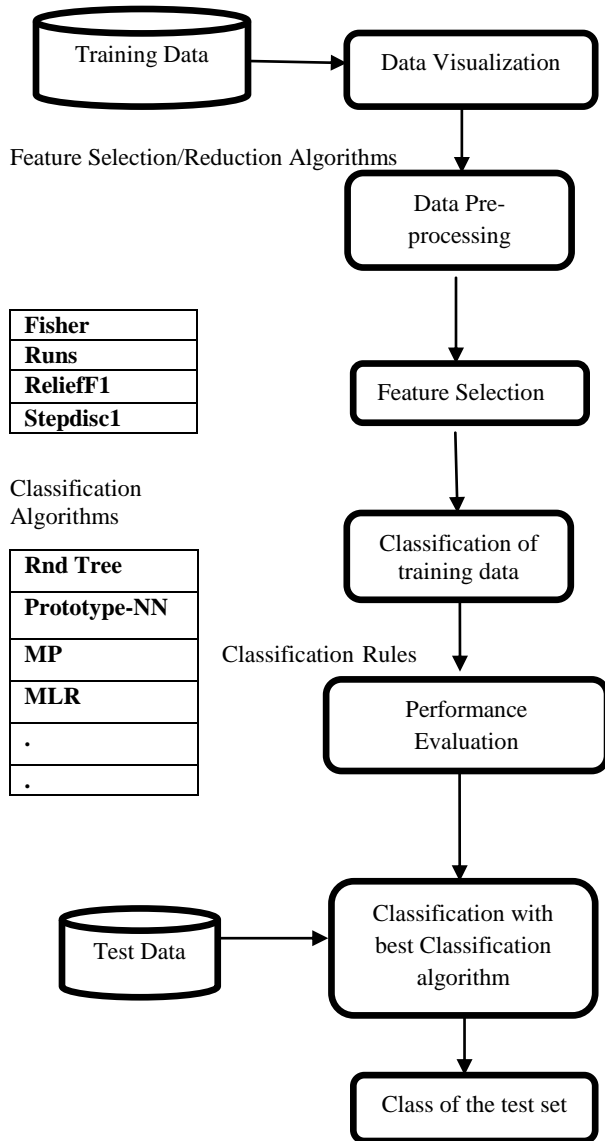 Training Data
Data Visualization
Feature Selection/Reduction Algorithms
Data Pre-
processing
Fisher
Runs
ReliefF1
Stepdisc1
Feature Selection
Classification
Algorithms
Classification of
training data
Rnd Tree
Prototype-NN
MP
MLR
.
.
Classification Rules
Performance
Evaluation
Test Data
Classification with
best Classification
algorithm
Class of the test set